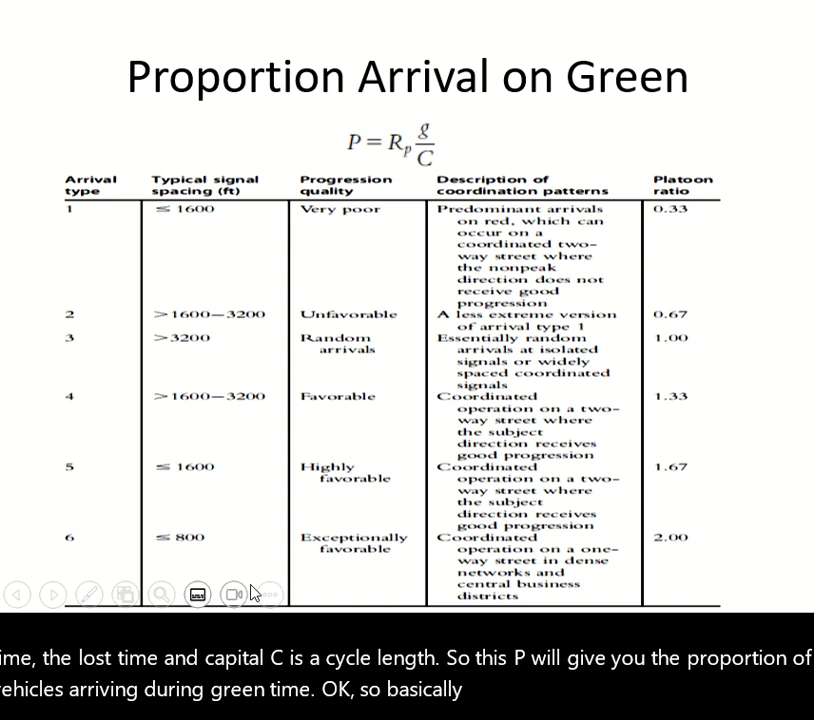 Proportion Arrival on Green
P = R_p g/C
Arrival type | Typical signal spacing (ft) | Progression quality | Description of coordination patterns | Platoon ratio
1 | ≤ 1600 | Very poor | Predominant arrivals on red, which can occur on a coordinated two-way street where the nonpeak direction does not receive good progression | 0.33
2 | >1600–3200 | Unfavorable | A less extreme version of arrival type 1 | 0.67
3 | >3200 | Random arrivals | Essentially random arrivals at isolated signals or widely spaced coordinated signals | 1.00
4 | >1600–3200 | Favorable | Coordinated operation on a two-way street where the subject direction receives good progression | 1.33
5 | ≤ 1600 | Highly favorable | Coordinated operation on a two-way street where the subject direction receives good progression | 1.67
6 | ≤ 800 | Exceptionally favorable | Coordinated operation on a one-way street in dense networks and central business districts | 2.00
ime, the lost time and capital C is a cycle length. So this P will give you the proportion of
ehicles arriving during green time. OK, so basically